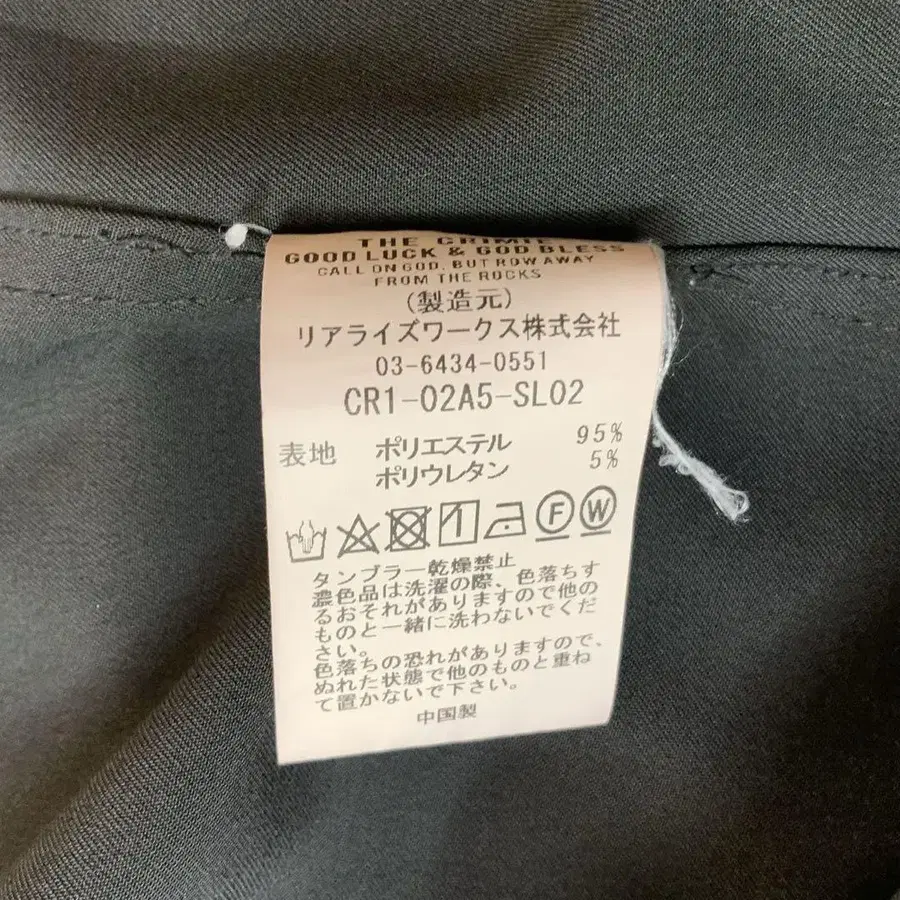 THE CRIMIE
GOOD LUCK & GOD BLESS
CALL ON GOD, BUT ROW AWAY
FROM THE ROCKS
(製造元)
リアライズワークス株式会社
03-6434-0551
CR1-02A5-SL02
表地 ポリエステル 95%
ポリウレタン 5%
F W
タンブラー乾燥禁止
濃色品は洗濯の際、色落ちす
るおそれがありますので他の
ものと一緒に洗わないでくだ
さい。
色落ちの恐れがありますので、
ぬれた状態で他のものと重ね
て置かないで下さい。
中国製